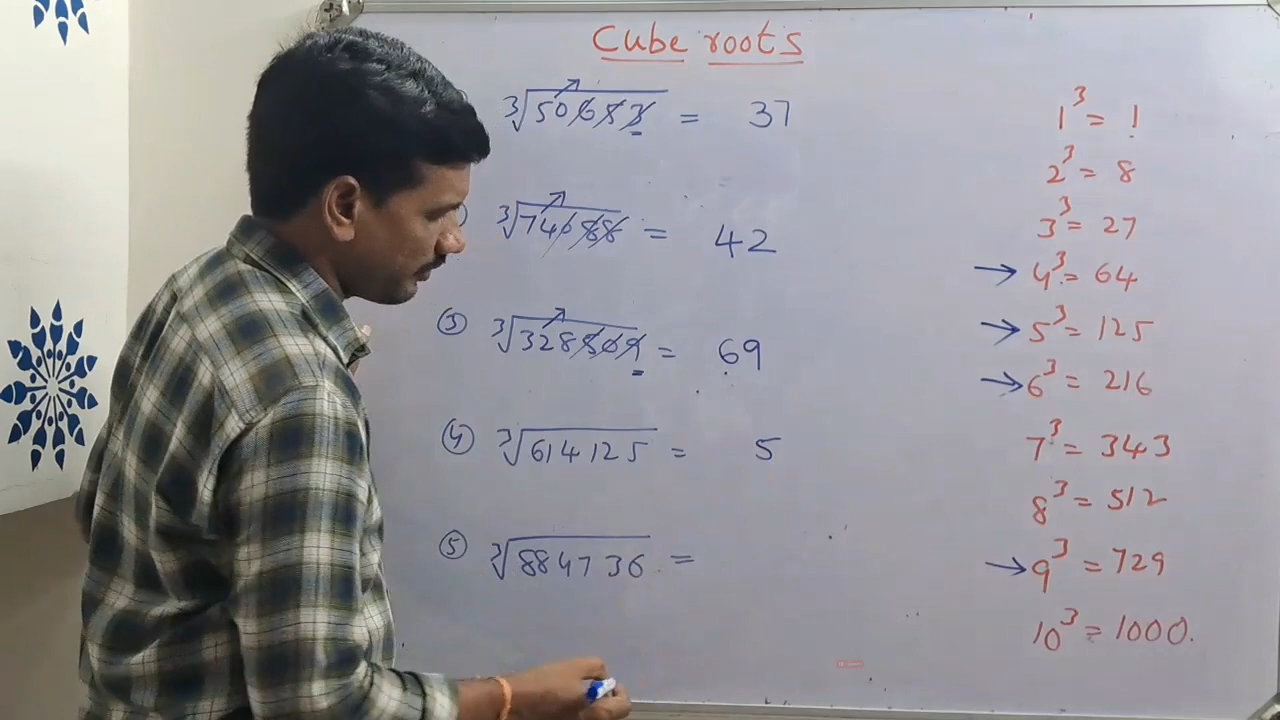 Cube roots
∛50653 = 37
∛74088 = 42
③ ∛328509 = 69
④ ∛614125 = 5
⑤ ∛884736 =
1³ = 1
2³ = 8
3³ = 27
→ 4³ = 64
→ 5³ = 125
→ 6³ = 216
7³ = 343
8³ = 512
→ 9³ = 729
10³ = 1000.